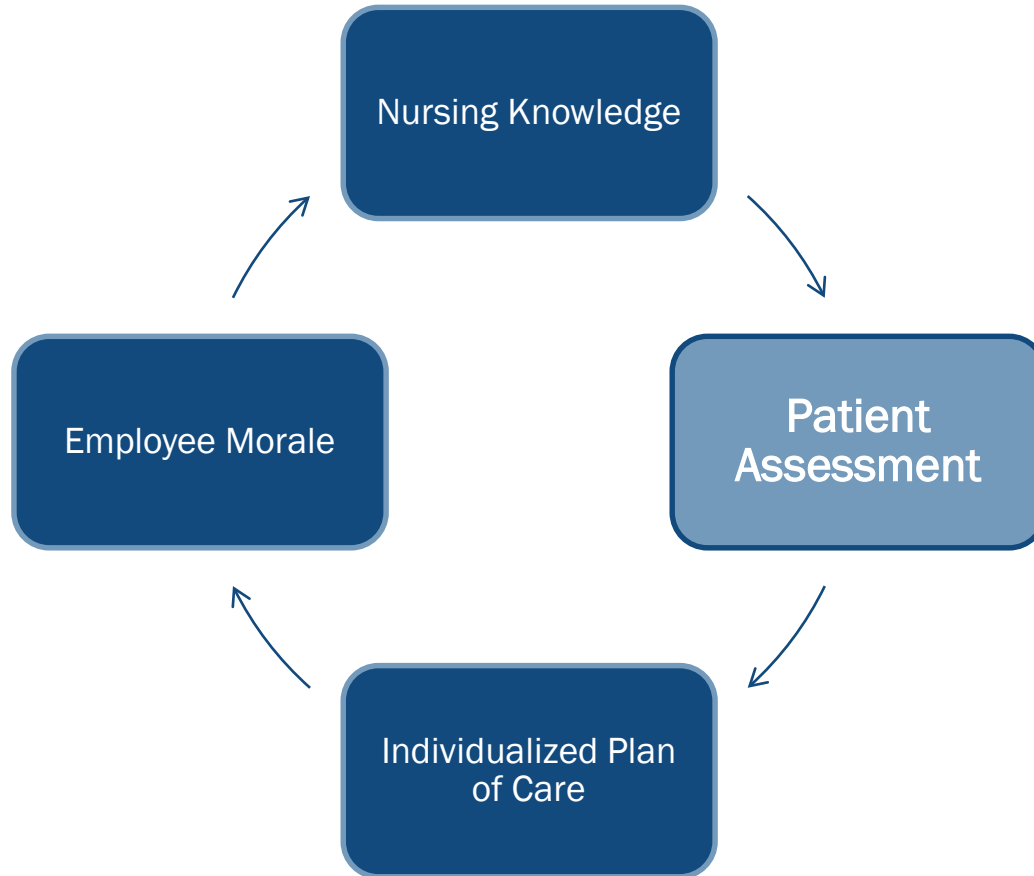 Nursing Knowledge
Patient
Assessment
Individualized Plan
of Care
Employee Morale